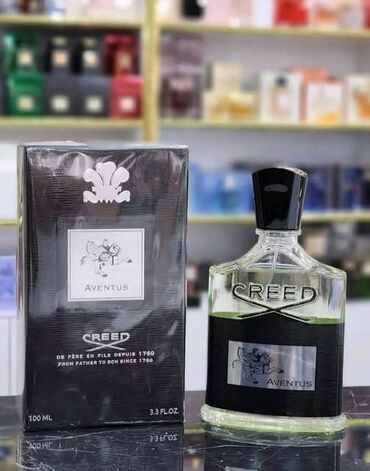 AVENTUS
CREED
DE PÈRE EN FILS DEPUIS 1760
FROM FATHER TO SON SINCE 1760
100 ML
3.3 FL.OZ.
CREED
AVENTUS